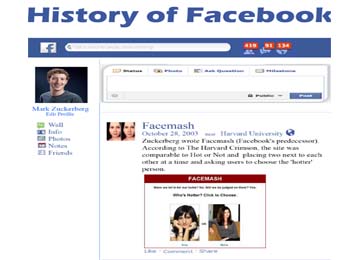 History of Facebook
f
419 91 134
Status Photo Ask Question Milestone
Mark Zuckerberg
Edit Profile
Public Post
Wall
Info
Photos
Notes
Friends
Facemash
October 28, 2003 near Harvard University
Zuckerberg wrote Facemash (Facebook's predecessor).
According to The Harvard Crimson, the site was
comparable to Hot or Not and placing two next to each
other at a time and asking users to choose the 'hotter'
person.
FACEMASH
Were we let in for our looks? No. Will we be judged on them? Yes.
Who's Hotter? Click to Choose.
Like · Comment · Share